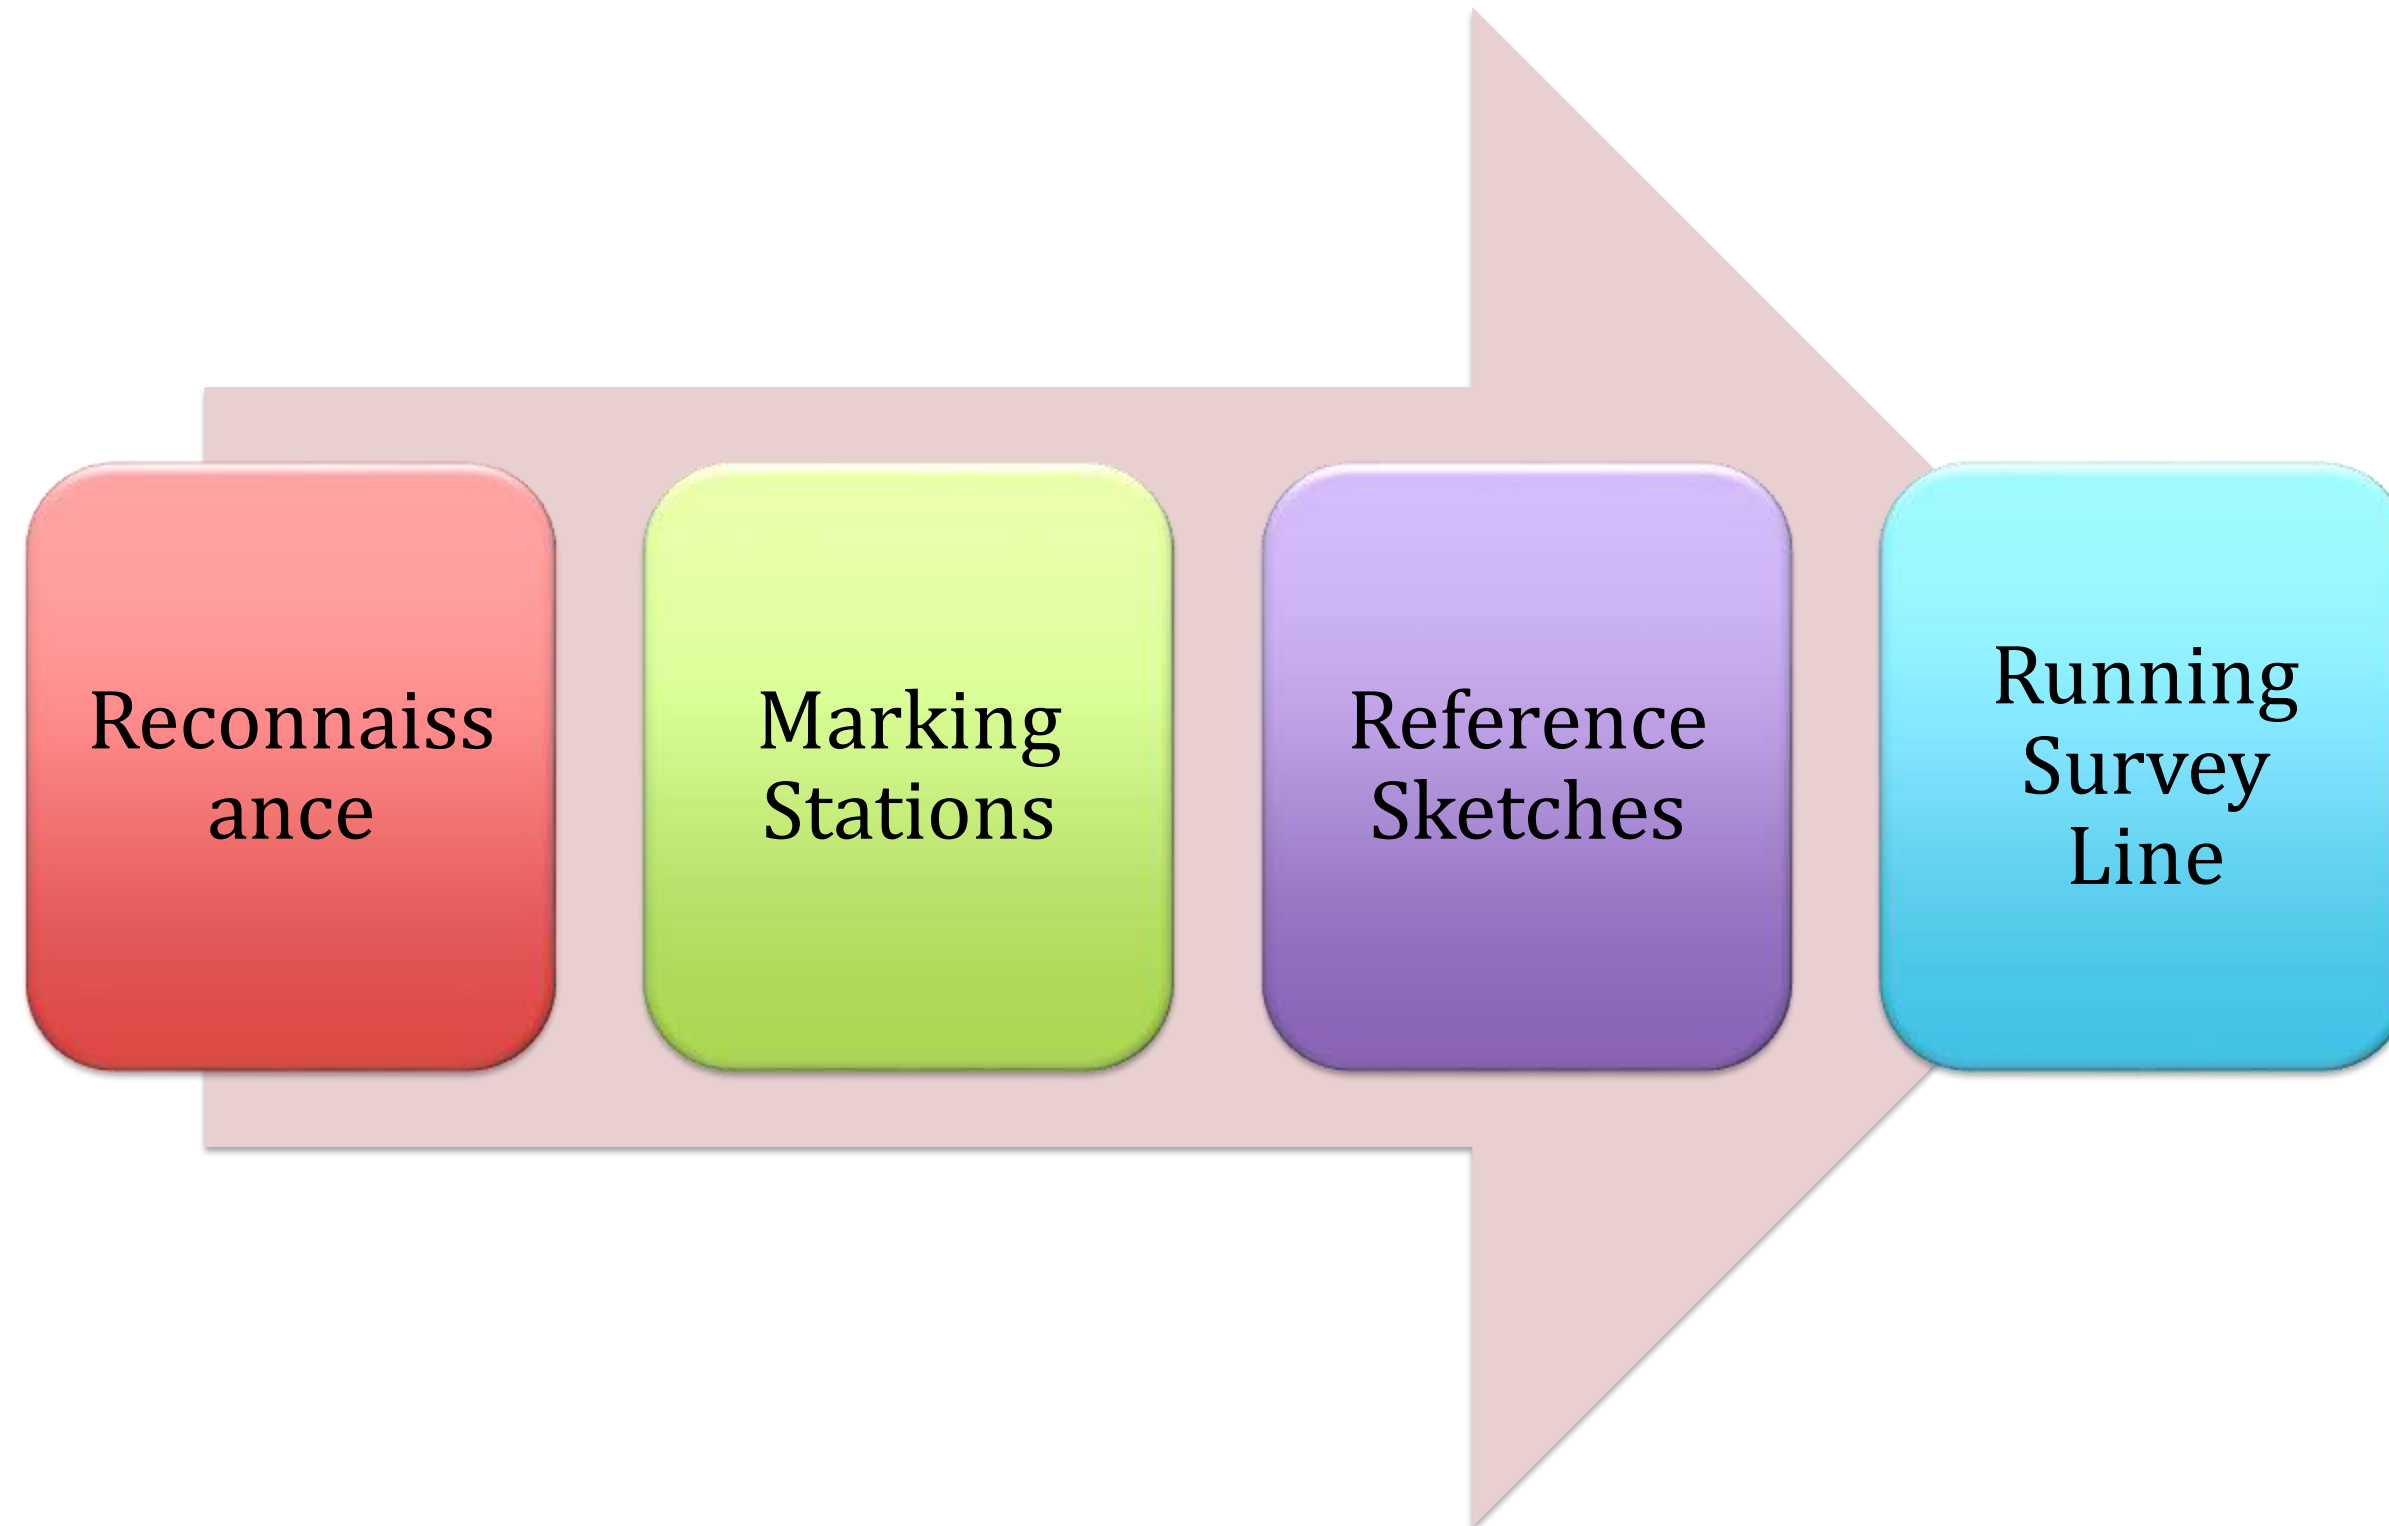 Reconnaiss
ance
Marking
Stations
Reference
Sketches
Running
Survey
Line